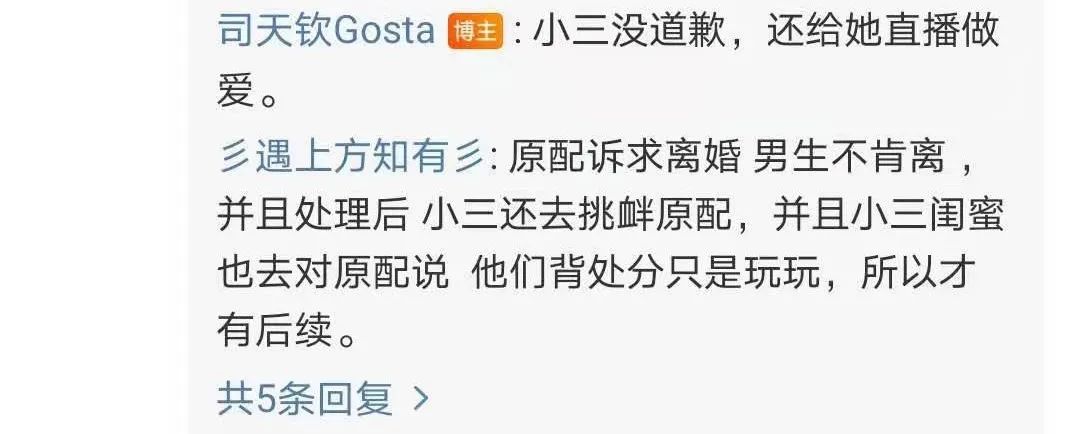 司天钦Gosta 博主 : 小三没道歉，还给她直播做
爱。
彡遇上方知有彡: 原配诉求离婚 男生不肯离 ，
并且处理后 小三还去挑衅原配，并且小三闺蜜
也去对原配说 他们背处分只是玩玩，所以才
有后续。
共5条回复 >